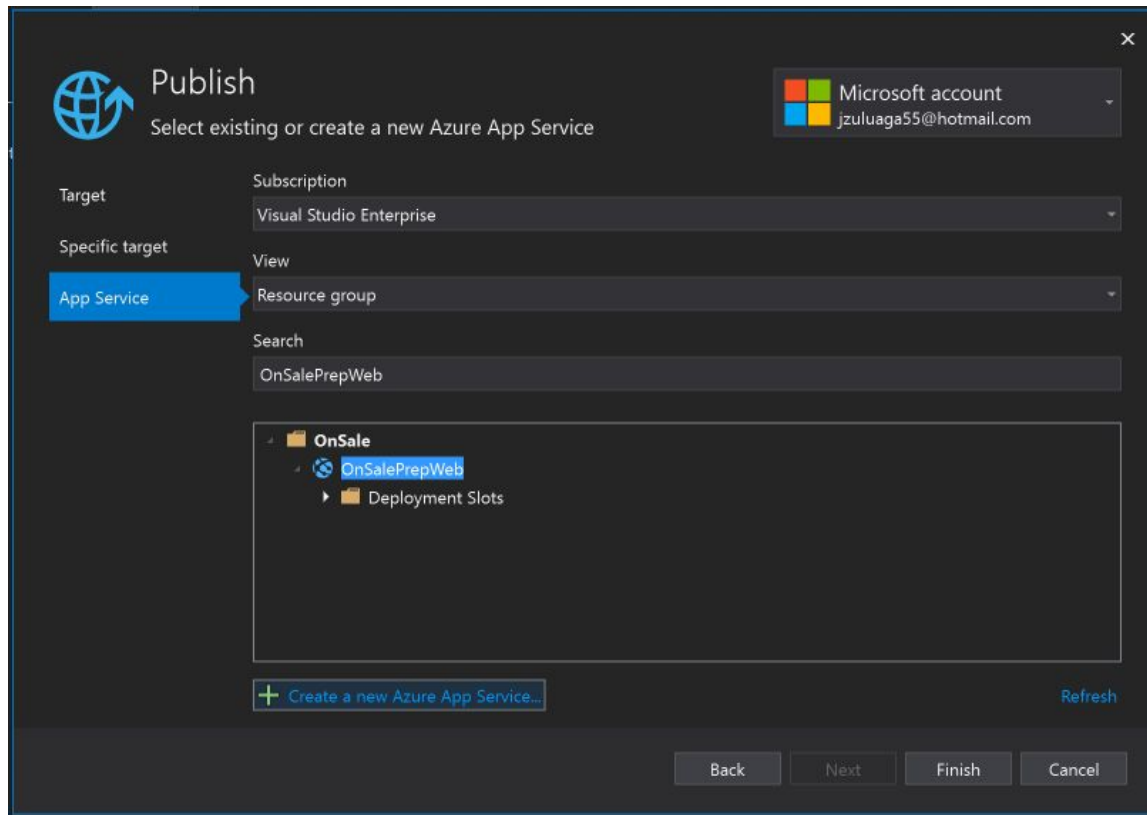 Publish
Select existing or create a new Azure App Service
Microsoft account
jzuluaga55@hotmail.com
Target
Specific target
App Service
Subscription
Visual Studio Enterprise
View
Resource group
Search
OnSalePrepWeb
OnSale
OnSalePrepWeb
Deployment Slots
Create a new Azure App Service...
Refresh
Back
Next
Finish
Cancel